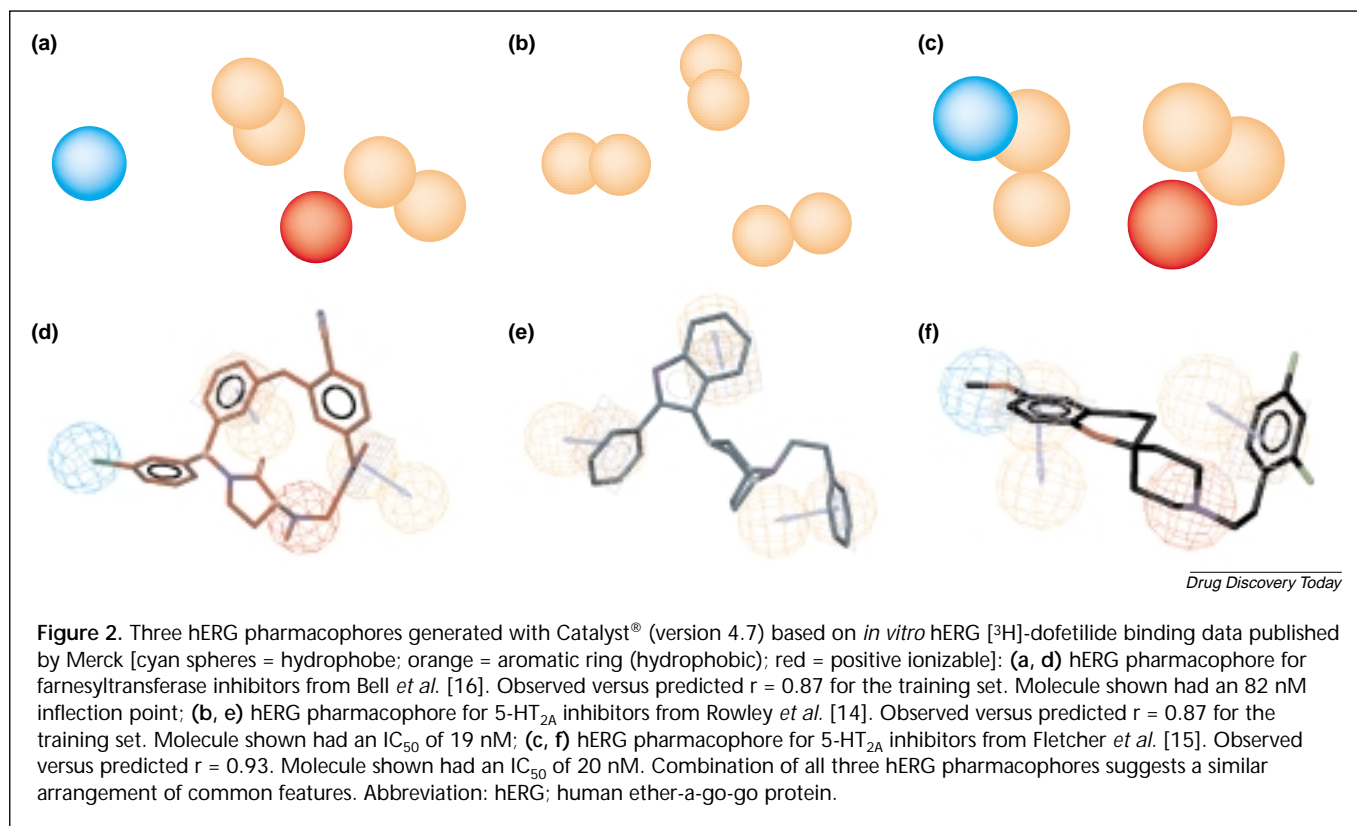 (a)
(b)
(c)
(d)
(e)
(f)
Drug Discovery Today
Figure 2. Three hERG pharmacophores generated with Catalyst® (version 4.7) based on in vitro hERG [³H]-dofetilide binding data published
by Merck [cyan spheres = hydrophobe; orange = aromatic ring (hydrophobic); red = positive ionizable]: (a, d) hERG pharmacophore for
farnesyltransferase inhibitors from Bell et al. [16]. Observed versus predicted r = 0.87 for the training set. Molecule shown had an 82 nM
inflection point; (b, e) hERG pharmacophore for 5-HT₂A inhibitors from Rowley et al. [14]. Observed versus predicted r = 0.87 for the
training set. Molecule shown had an IC₅₀ of 19 nM; (c, f) hERG pharmacophore for 5-HT₂A inhibitors from Fletcher et al. [15]. Observed
versus predicted r = 0.93. Molecule shown had an IC₅₀ of 20 nM. Combination of all three hERG pharmacophores suggests a similar
arrangement of common features. Abbreviation: hERG; human ether-a-go-go protein.